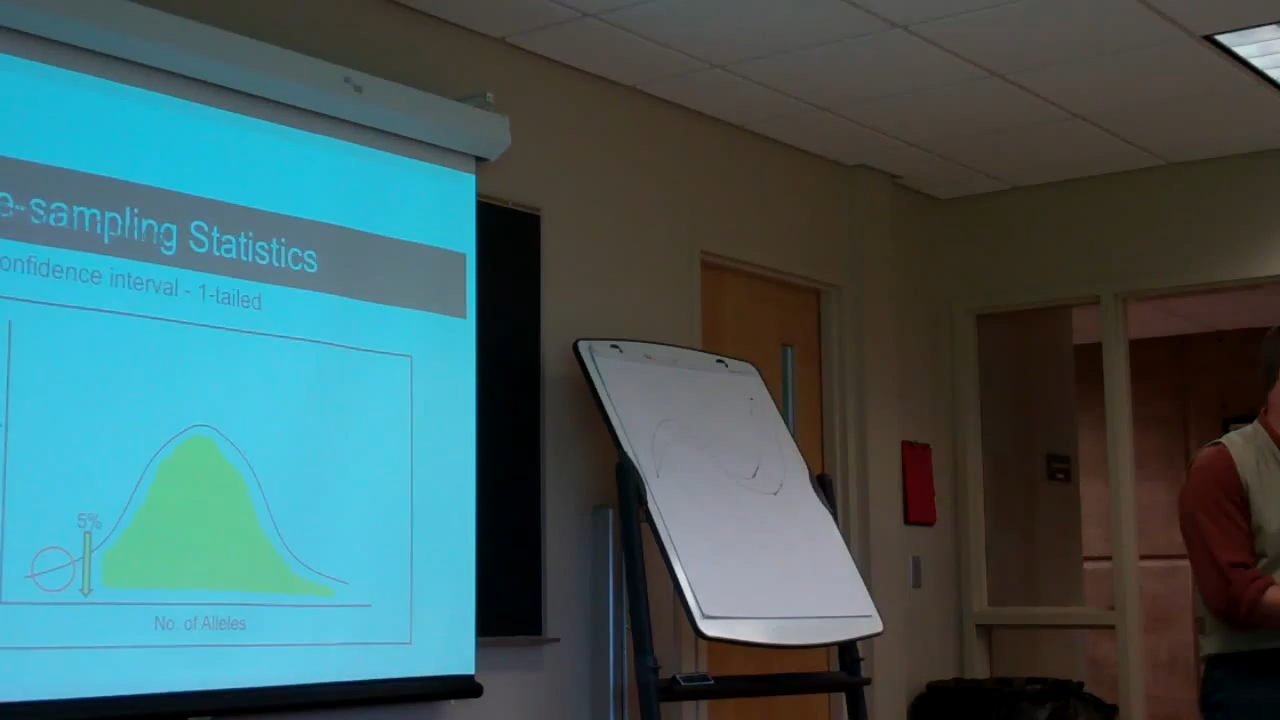 e-sampling Statistics
onfidence interval - 1-tailed
5%
No. of Alleles